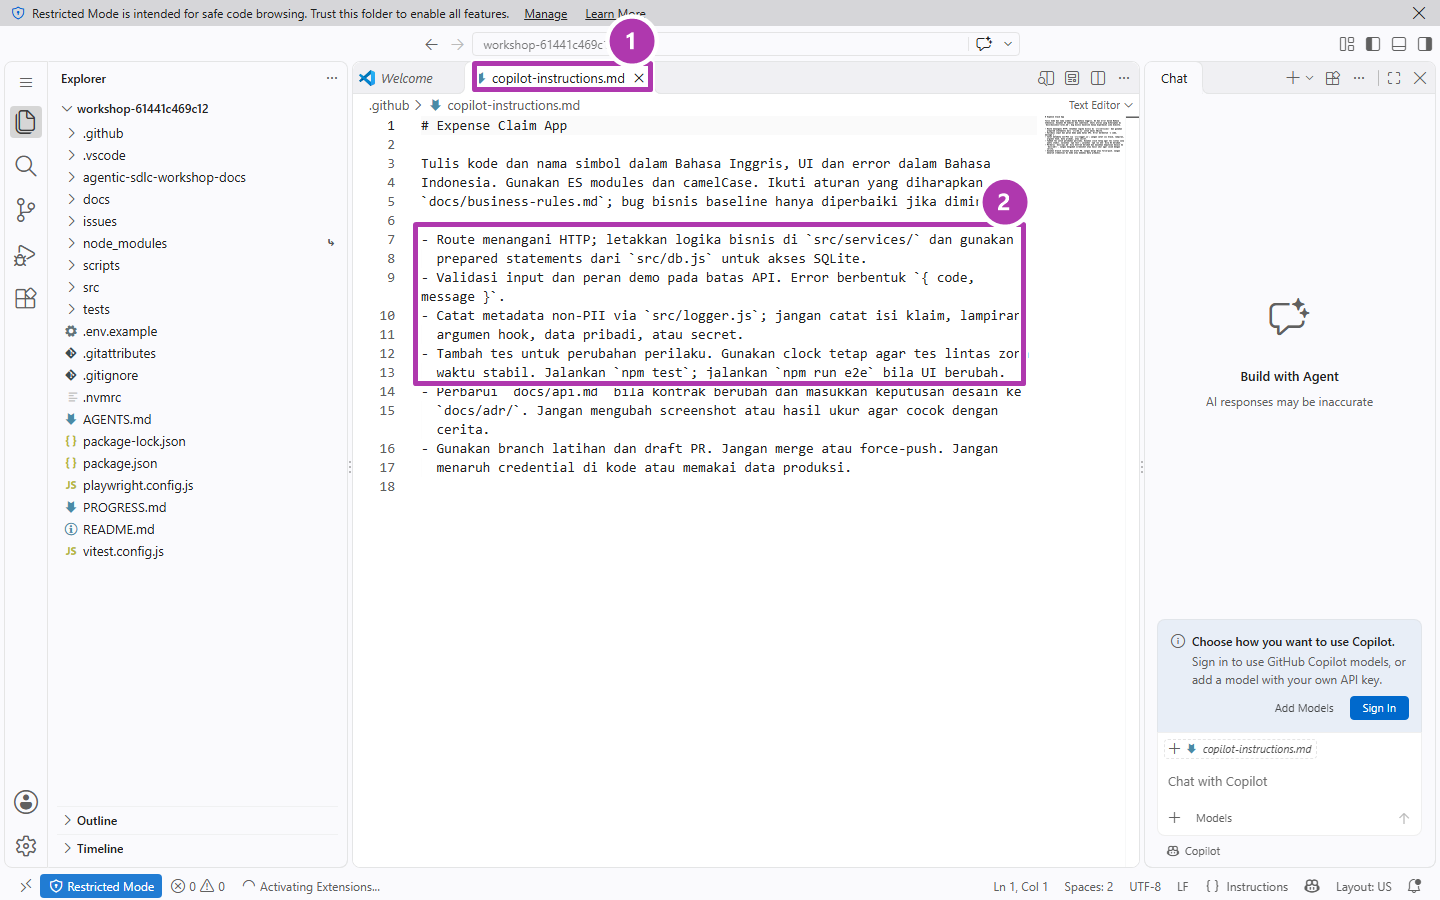 Restricted Mode is intended for safe code browsing. Trust this folder to enable all features. Manage Learn More
workshop-61441c469c
1
Explorer
Welcome
copilot-instructions.md
Chat
.github > copilot-instructions.md
Text Editor
workshop-61441c469c12
.github
.vscode
agentic-sdlc-workshop-docs
docs
issues
node_modules
scripts
src
tests
.env.example
.gitattributes
.gitignore
.nvmrc
AGENTS.md
package-lock.json
package.json
JS playwright.config.js
PROGRESS.md
README.md
JS vitest.config.js
Outline
Timeline
1 # Expense Claim App
2
3 Tulis kode dan nama simbol dalam Bahasa Inggris, UI dan error dalam Bahasa
4 Indonesia. Gunakan ES modules dan camelCase. Ikuti aturan yang diharapkan
5 `docs/business-rules.md`; bug bisnis baseline hanya diperbaiki jika
2
6
7 - Route menangani HTTP; letakkan logika bisnis di `src/services/` dan gunakan
8 prepared statements dari `src/db.js` untuk akses SQLite.
9 - Validasi input dan peran demo pada batas API. Error berbentuk `{ code,
message }`.
10 - Catat metadata non-PII via `src/logger.js`; jangan catat isi klaim, lampiran
11 argumen hook, data pribadi, atau secret.
12 - Tambah tes untuk perubahan perilaku. Gunakan clock tetap agar tes lintas
13 waktu stabil. Jalankan `npm test`; jalankan `npm run e2e` bila UI berubah.
14 - Perbarui `docs/api.md` bila kontrak berubah dan masukkan keputusan desain ke
15 `docs/adr/`. Jangan mengubah screenshot atau hasil ukur agar cocok dengan
cerita.
16 - Gunakan branch latihan dan draft PR. Jangan merge atau force-push. Jangan
17 menaruh credential di kode atau memakai data produksi.
18
Build with Agent
AI responses may be inaccurate
Choose how you want to use Copilot.
Sign in to use GitHub Copilot models, or
add a model with your own API key.
Add Models Sign In
copilot-instructions.md
Chat with Copilot
Models
Copilot
Restricted Mode 0 0 Activating Extensions...
Ln 1, Col 1 Spaces: 2 UTF-8 LF { } Instructions Layout: US